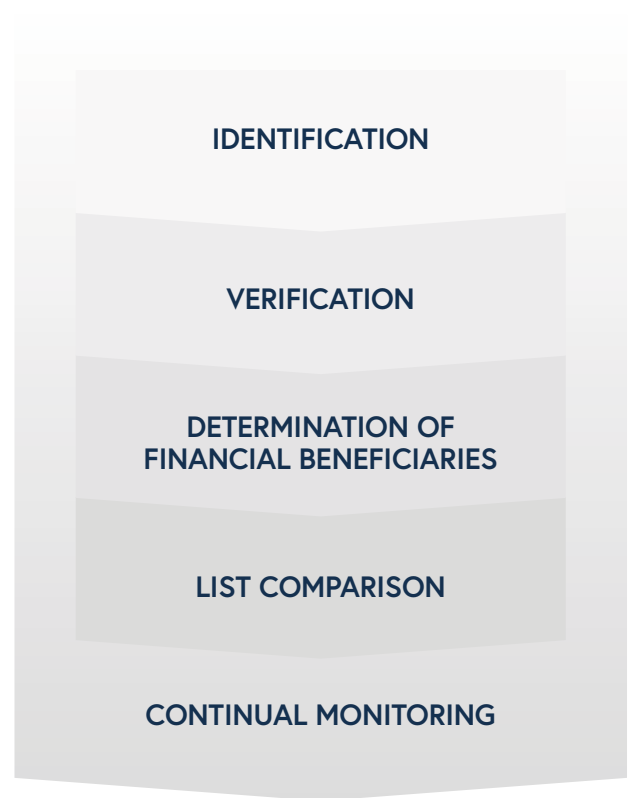 IDENTIFICATION
VERIFICATION
DETERMINATION OF
FINANCIAL BENEFICIARIES
LIST COMPARISON
CONTINUAL MONITORING